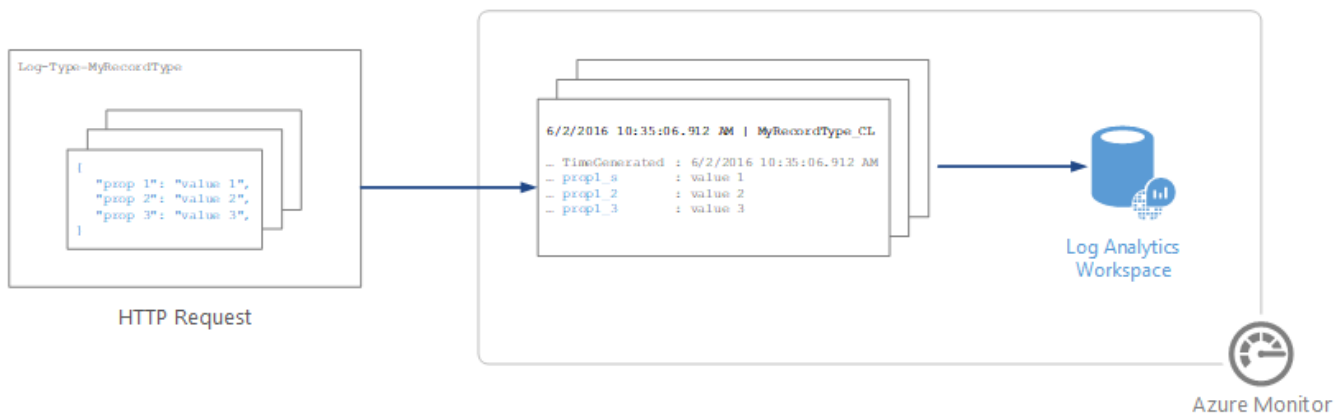 Log-Type=MyRecordType
[
"prop 1": "value 1",
"prop 2": "value 2",
"prop 3": "value 3",
]
HTTP Request
6/2/2016 10:35:06.912 AM | MyRecordType_CL
… TimeGenerated : 6/2/2016 10:35:06.912 AM
… prop1_s : value 1
… prop1_2 : value 2
… prop1_3 : value 3
Log Analytics
Workspace
Azure Monitor